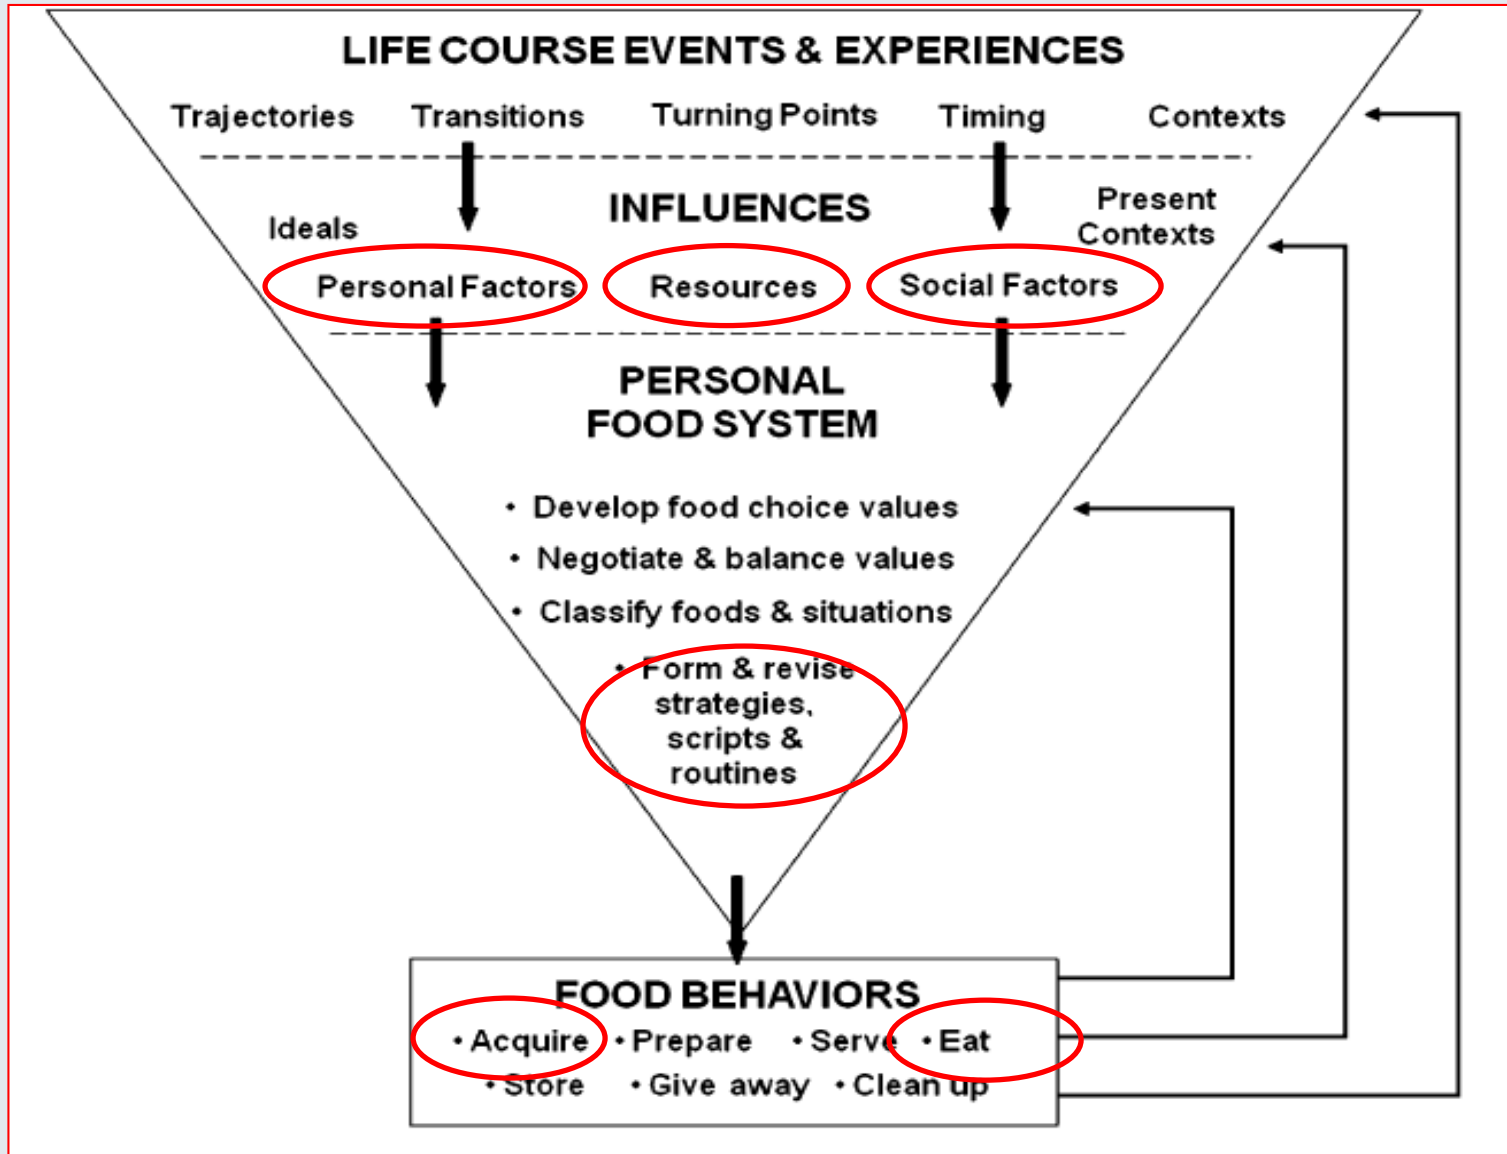 LIFE COURSE EVENTS & EXPERIENCES
Trajectories Transitions Turning Points Timing Contexts
INFLUENCES
Ideals
Present
Contexts
Personal Factors Resources Social Factors
PERSONAL
FOOD SYSTEM
• Develop food choice values
• Negotiate & balance values
• Classify foods & situations
• Form & revise
strategies,
scripts &
routines
FOOD BEHAVIORS
• Acquire • Prepare • Serve • Eat
• Store • Give away • Clean up